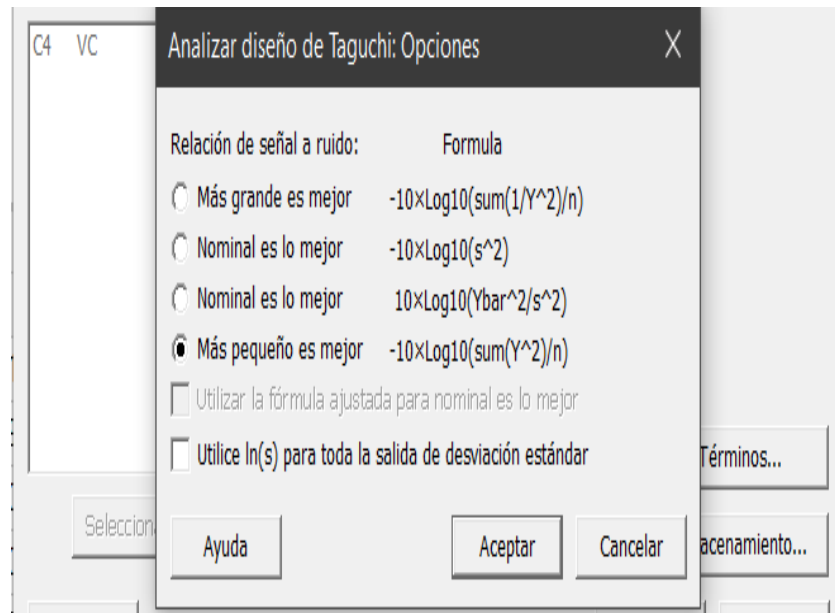 C4 VC
Analizar diseño de Taguchi: Opciones
Relación de señal a ruido: Formula
Más grande es mejor -10×Log10(sum(1/Y^2)/n)
Nominal es lo mejor -10×Log10(s^2)
Nominal es lo mejor 10×Log10(Ybar^2/s^2)
Más pequeño es mejor -10×Log10(sum(Y^2)/n)
Utilizar la fórmula ajustada para nominal es lo mejor
Utilice ln(s) para toda la salida de desviación estándar
Términos...
Seleccion
Ayuda Aceptar Cancelar
acenamiento...